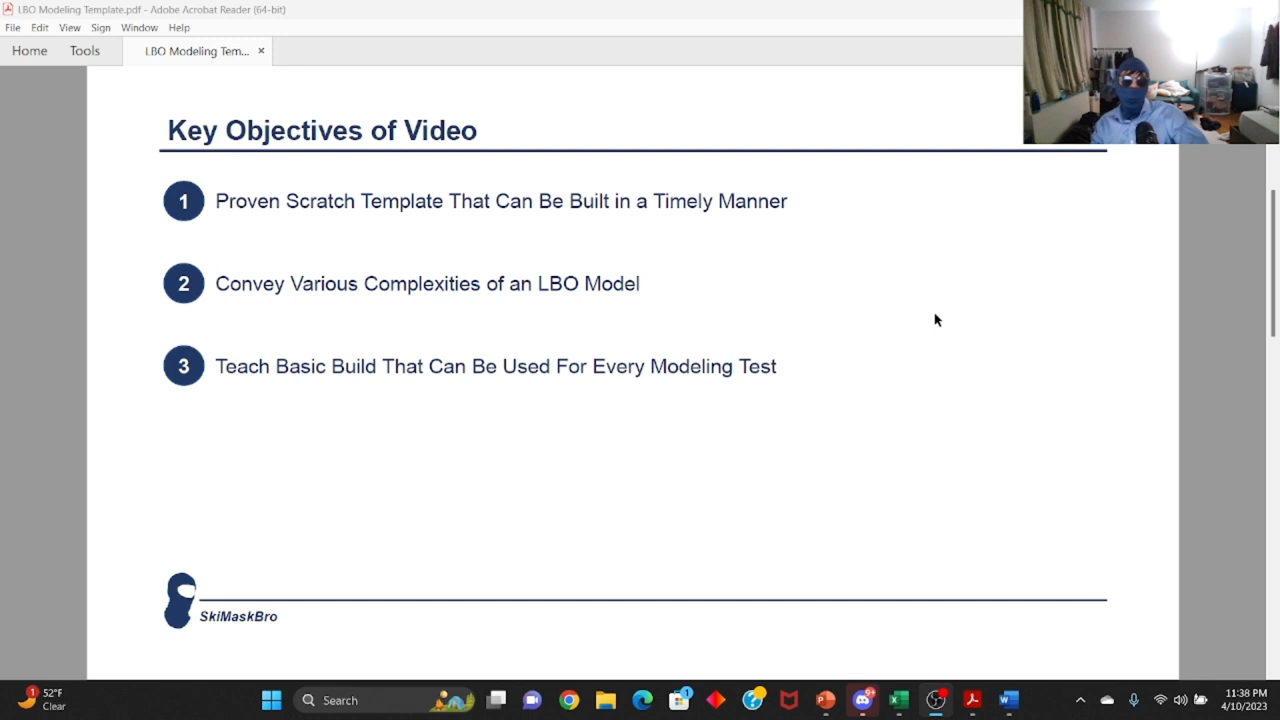 LBO Modeling Template.pdf - Adobe Acrobat Reader (64-bit)
File Edit View Sign Window Help
Home Tools LBO Modeling Tem... ×
Key Objectives of Video
1 Proven Scratch Template That Can Be Built in a Timely Manner
2 Convey Various Complexities of an LBO Model
3 Teach Basic Build That Can Be Used For Every Modeling Test
SkiMaskBro
1 52°F
Clear
Search
1
9+
11:38 PM
4/10/2023